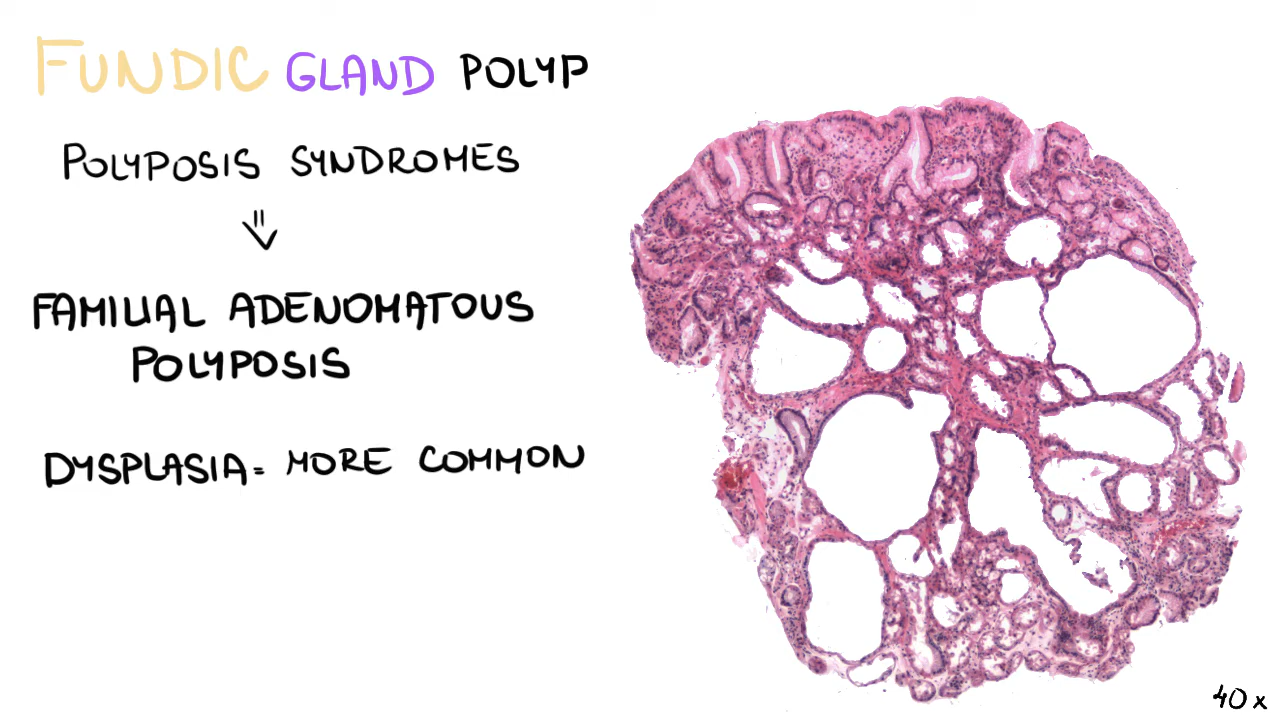 FUNDIC GLAND POLYP
POLYPOSIS SYNDROMES
FAMILIAL ADENOMATOUS
POLYPOSIS
DYSPLASIA = MORE COMMON
40x